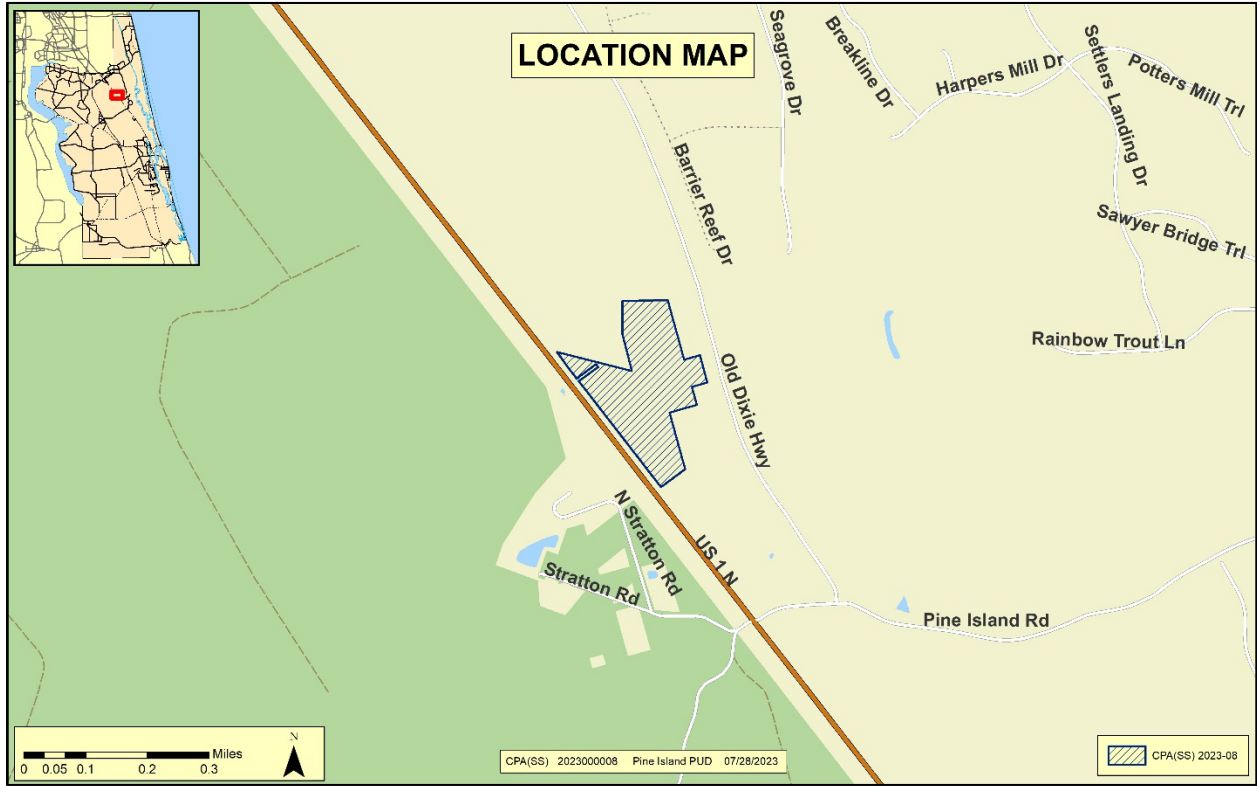 LOCATION MAP
Seagrove Dr
Breakline Dr
Harpers Mill Dr
Settlers Landing Dr
Potters Mill Trl
Barrier Reef Dr
Sawyer Bridge Trl
Rainbow Trout Ln
Old Dixie Hwy
N Stratton Rd
US 1 N
Stratton Rd
Pine Island Rd
Miles
0 0.05 0.1 0.2 0.3
N
CPA(SS) 2023000008 Pine Island PUD 07/28/2023
CPA(SS) 2023-08